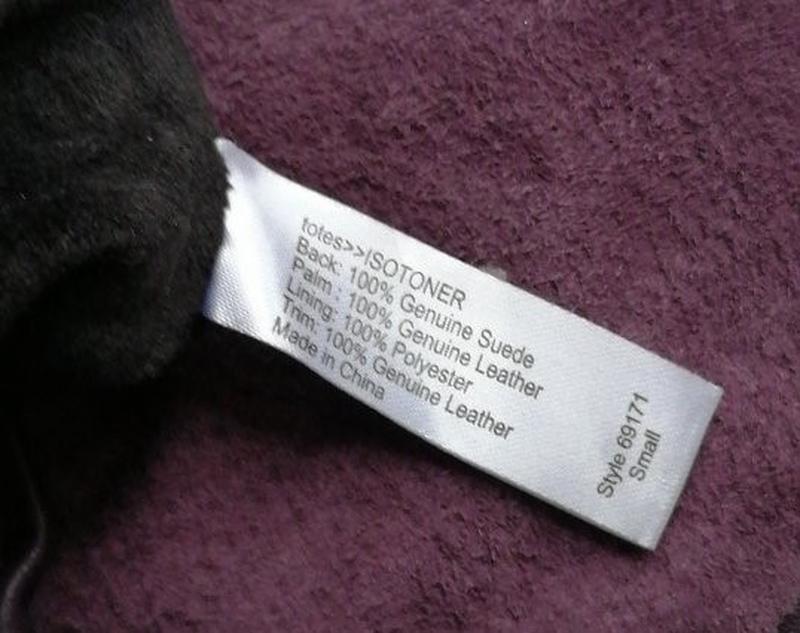 totes>>ISOTONER
Back: 100% Genuine Suede
Palm : 100% Genuine Leather
Lining: 100% Polyester
Trim: 100% Genuine Leather
Made in China
Style 69171
Small